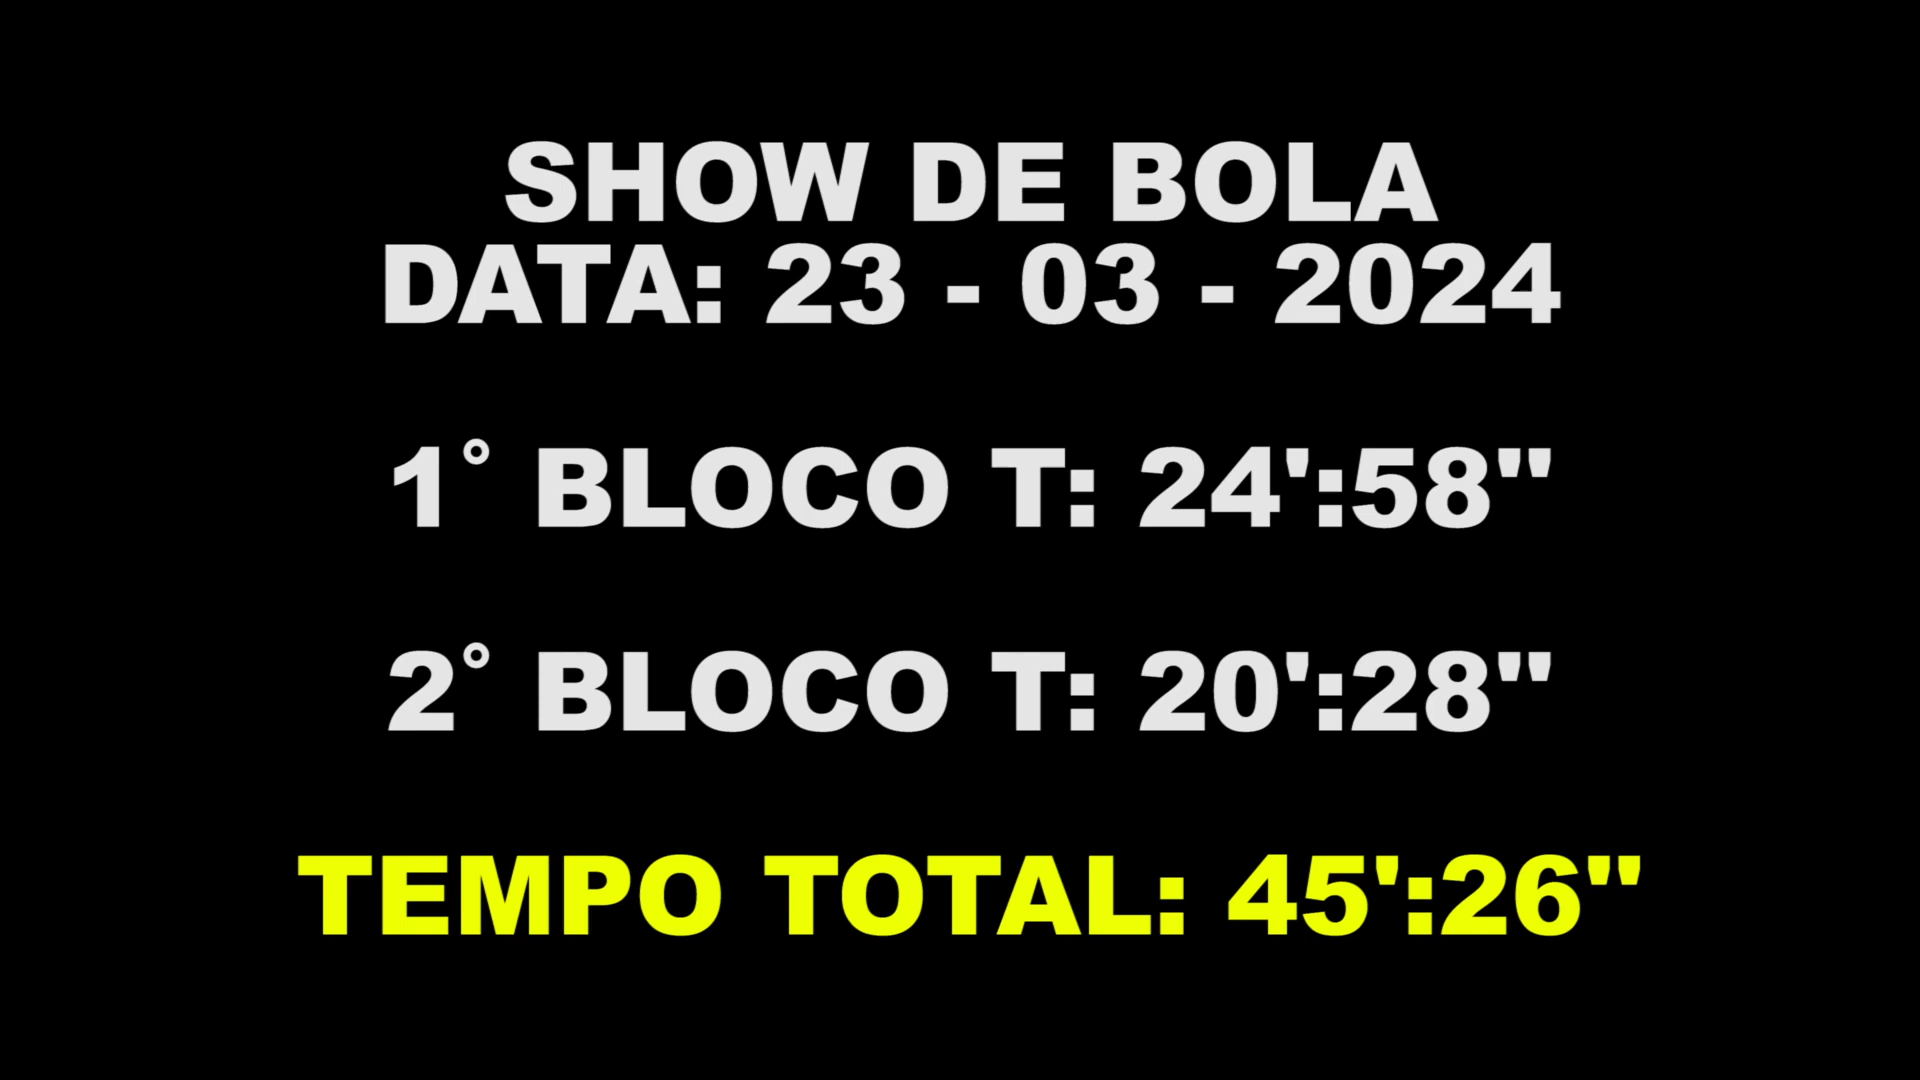 SHOW DE BOLA
DATA: 23 - 03 - 2024
1° BLOCO T: 24':58"
2° BLOCO T: 20':28"
TEMPO TOTAL: 45':26"